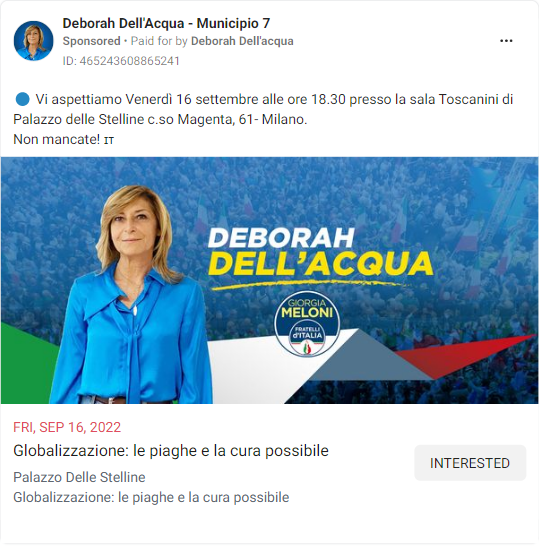 Deborah Dell'Acqua - Municipio 7
Sponsored • Paid for by Deborah Dell'acqua
ID: 465243608865241
Vi aspettiamo Venerdì 16 settembre alle ore 18.30 presso la sala Toscanini di
Palazzo delle Stelline c.so Magenta, 61- Milano.
Non mancate! IT
DEBORAH
DELL'ACQUA
GIORGIA
MELONI
FRATELLI
d'ITALIA
FRI, SEP 16, 2022
Globalizzazione: le piaghe e la cura possibile
INTERESTED
Palazzo Delle Stelline
Globalizzazione: le piaghe e la cura possibile